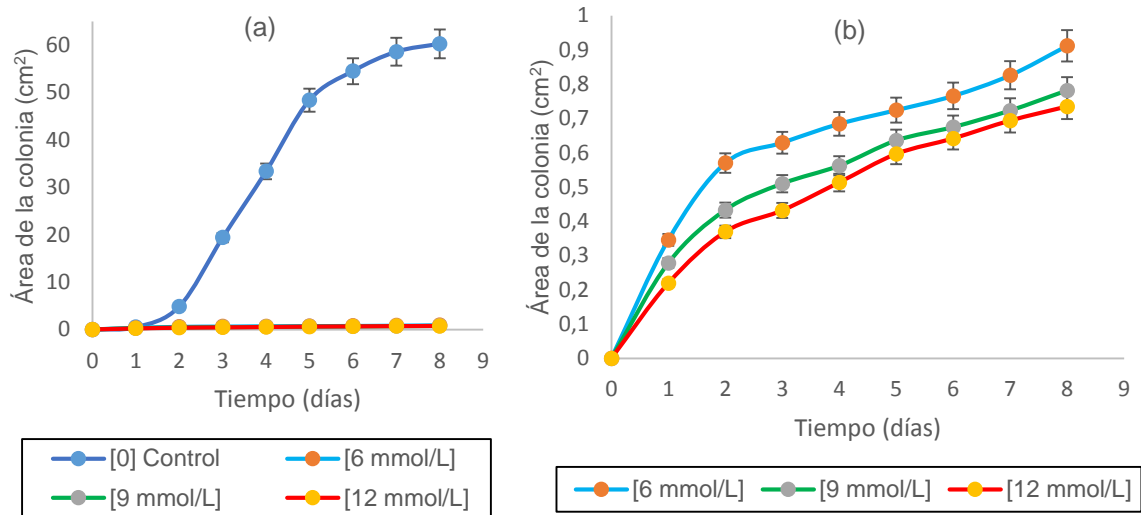 (a)
Área de la colonia (cm²)
60
50
40
30
20
10
0
0 1 2 3 4 5 6 7 8 9
Tiempo (días)
[0] Control
[6 mmol/L]
[9 mmol/L]
[12 mmol/L]
(b)
Área de la colonia (cm²)
1
0,9
0,8
0,7
0,6
0,5
0,4
0,3
0,2
0,1
0
0 1 2 3 4 5 6 7 8 9
Tiempo (días)
[6 mmol/L] [9 mmol/L] [12 mmol/L]